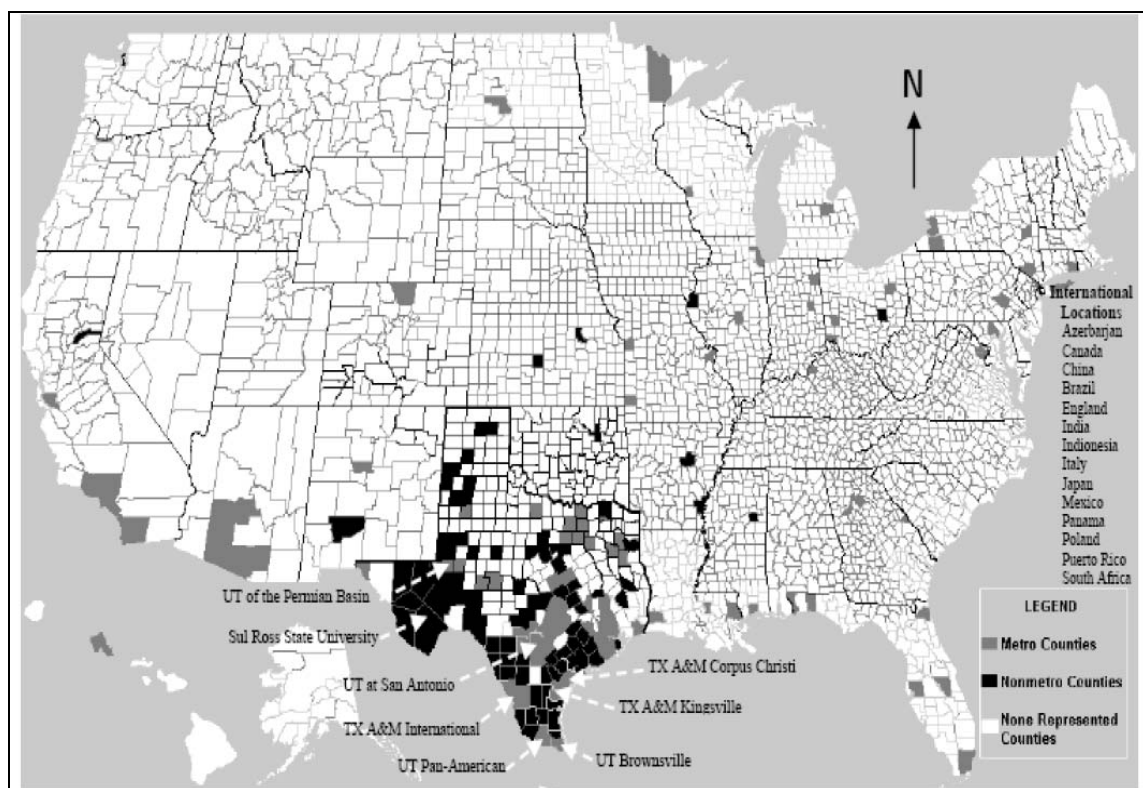 N
International
Locations
Azerbarjan
Canada
China
Brazil
England
India
Indionesia
Italy
Japan
Mexico
Panama
Poland
Puerto Rico
South Africa
UT of the Permian Basin
Sul Ross State University
UT at San Antonio
TX A&M International
UT Pan-American
TX A&M Corpus Christi
TX A&M Kingsville
UT Brownsville
LEGEND
Metro Counties
Nonmetro Counties
None Represented
Counties